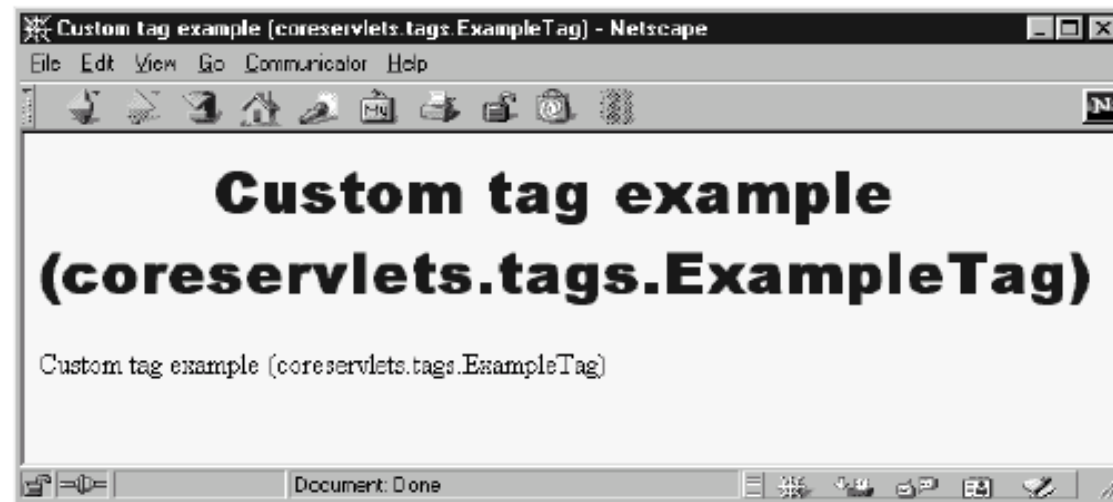 Custom tag example (coreservlets.tags.ExampleTag) - Netscape
File Edit View Go Communicator Help
My
N
Custom tag example
(coreservlets.tags.ExampleTag)
Custom tag example (coreservlets.tags.ExampleTag)
Document: Done